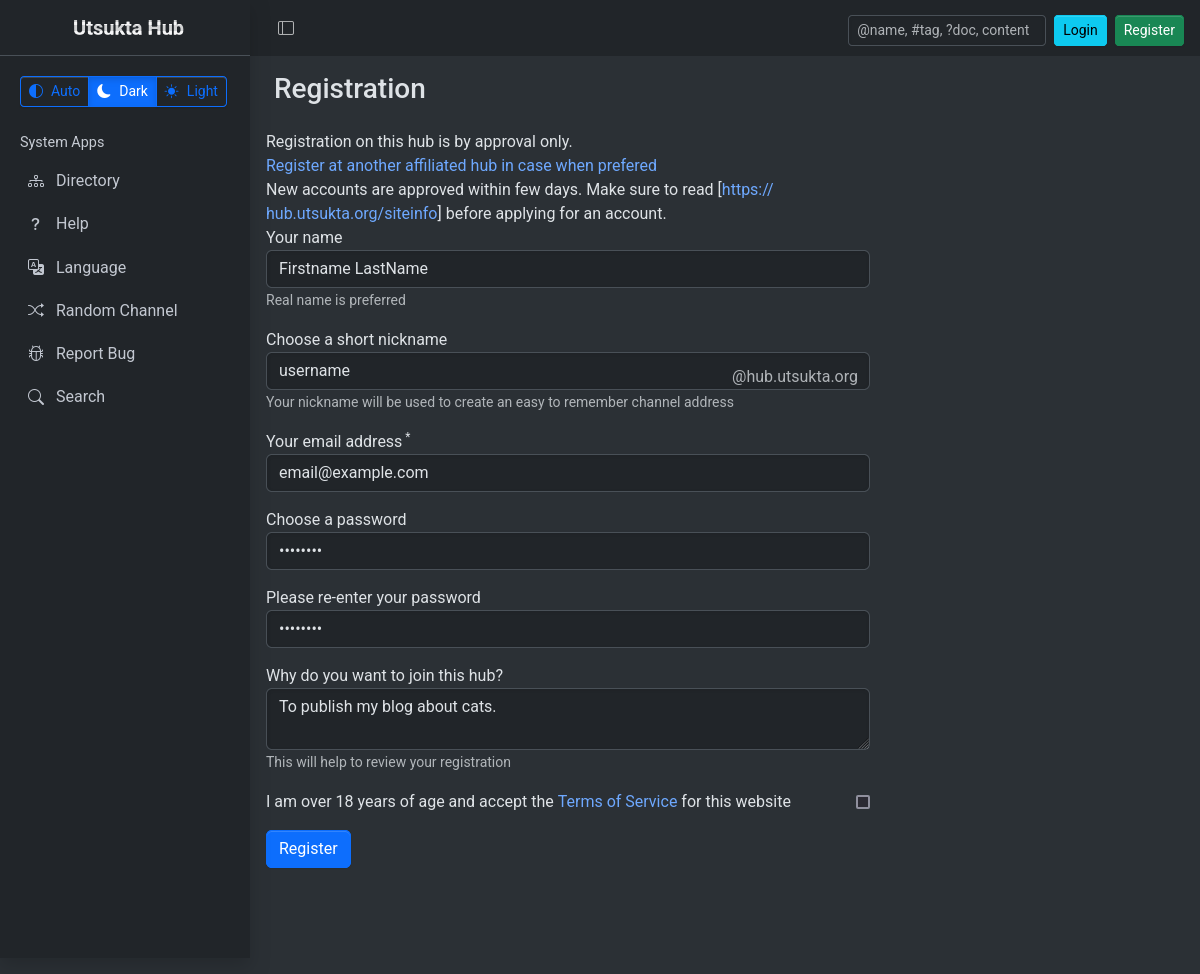 Utsukta Hub
@name, #tag, ?doc, content
Login
Register
Auto
Dark
Light
System Apps
Directory
Help
Language
Random Channel
Report Bug
Search
Registration
Registration on this hub is by approval only.
Register at another affiliated hub in case when prefered
New accounts are approved within few days. Make sure to read [https://
hub.utsukta.org/siteinfo] before applying for an account.
Your name
Firstname LastName
Real name is preferred
Choose a short nickname
username
@hub.utsukta.org
Your nickname will be used to create an easy to remember channel address
Your email address *
email@example.com
Choose a password
••••••••
Please re-enter your password
••••••••
Why do you want to join this hub?
To publish my blog about cats.
This will help to review your registration
I am over 18 years of age and accept the Terms of Service for this website
Register